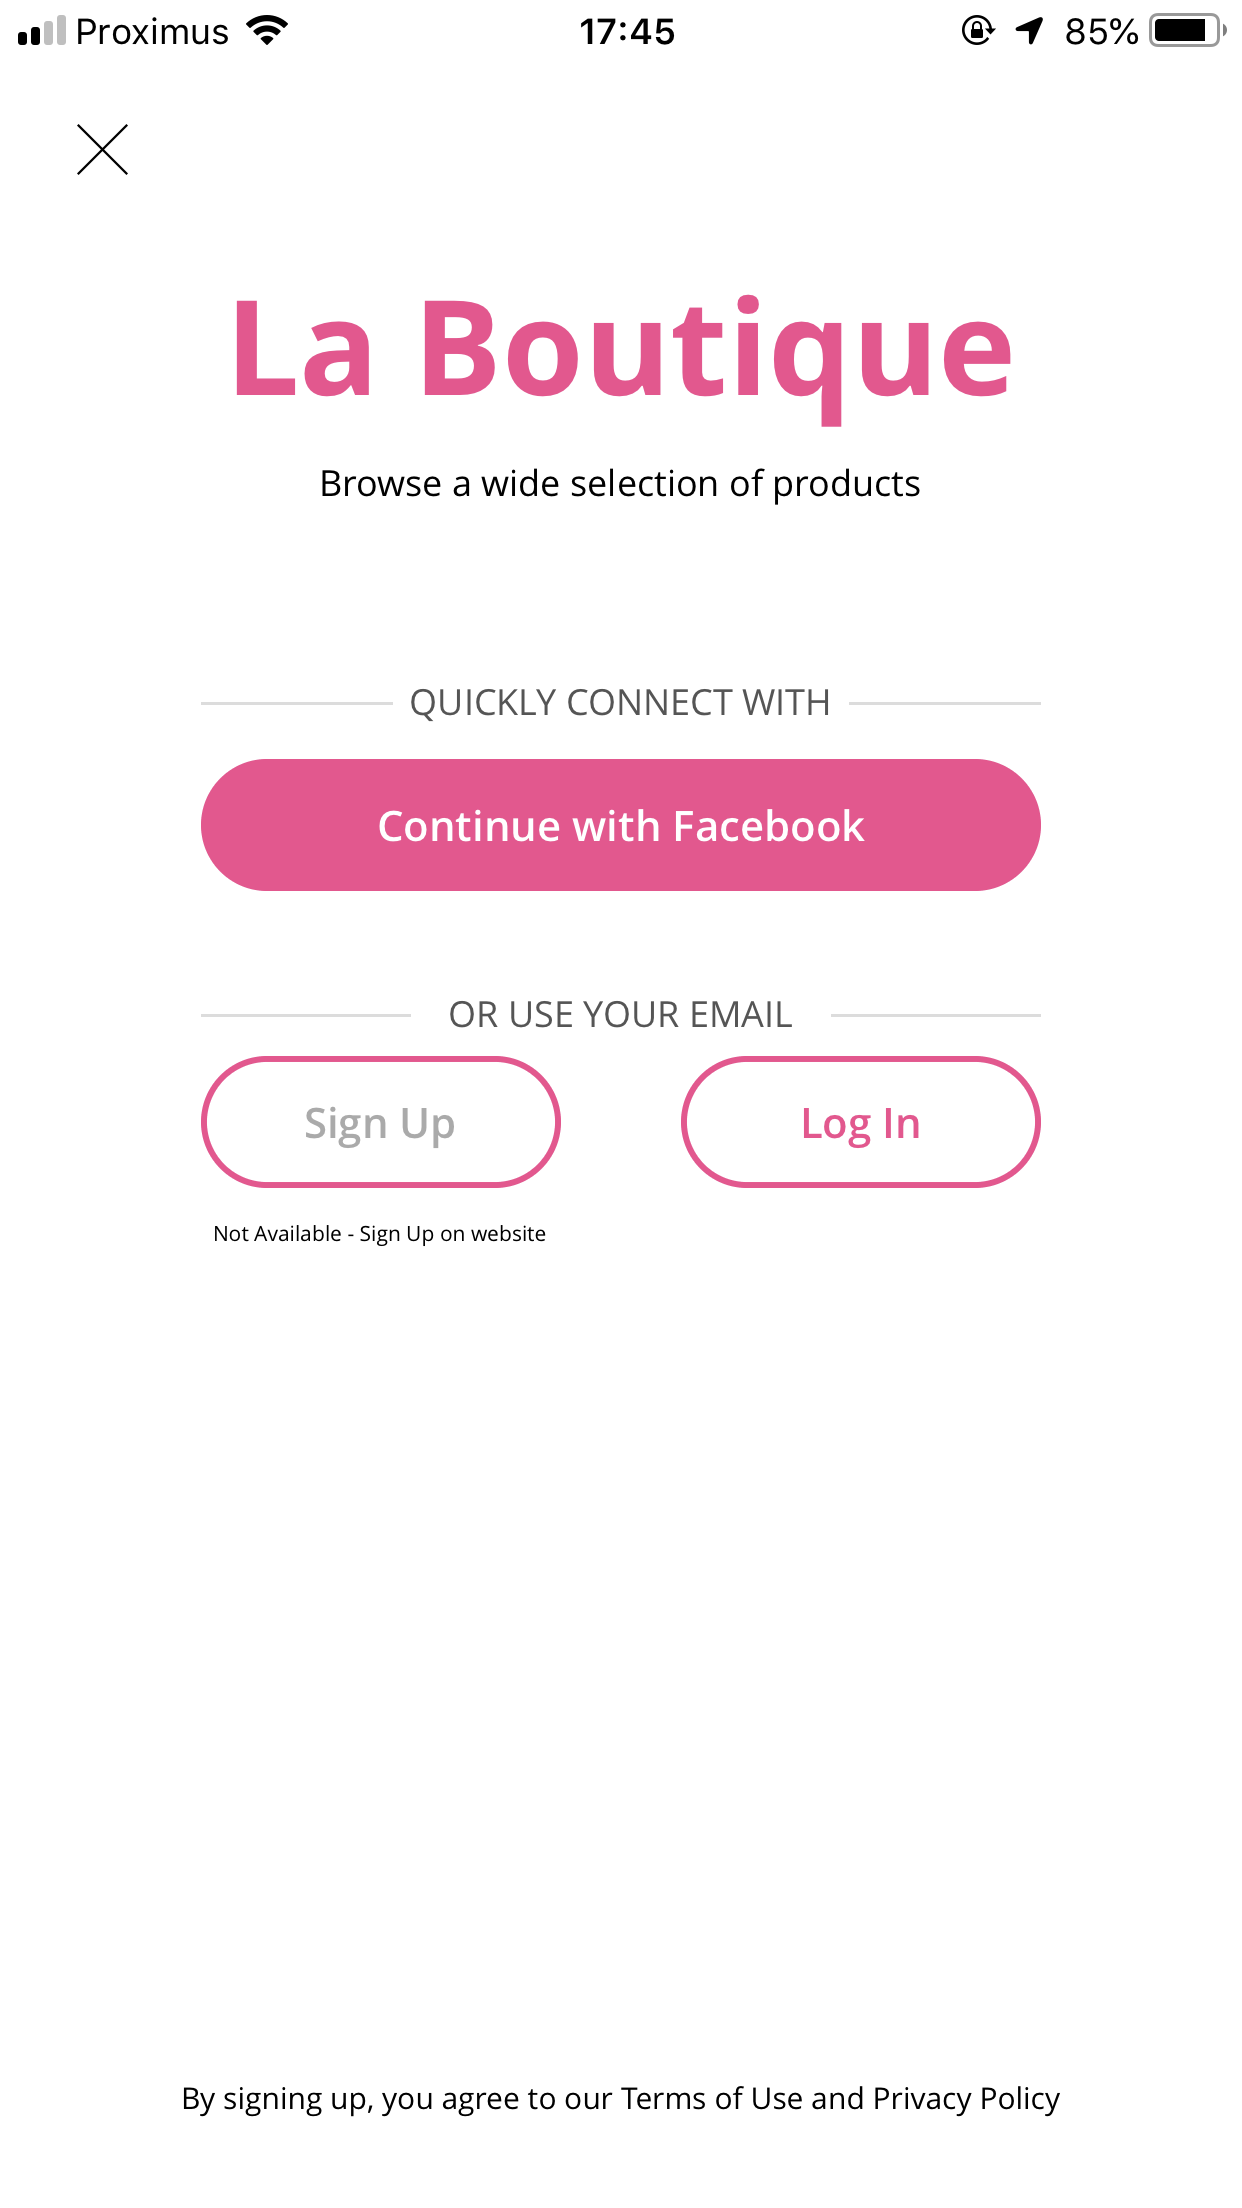 Proximus 17:45 85%
La Boutique
Browse a wide selection of products
QUICKLY CONNECT WITH
Continue with Facebook
OR USE YOUR EMAIL
Sign Up Log In
Not Available - Sign Up on website
By signing up, you agree to our Terms of Use and Privacy Policy